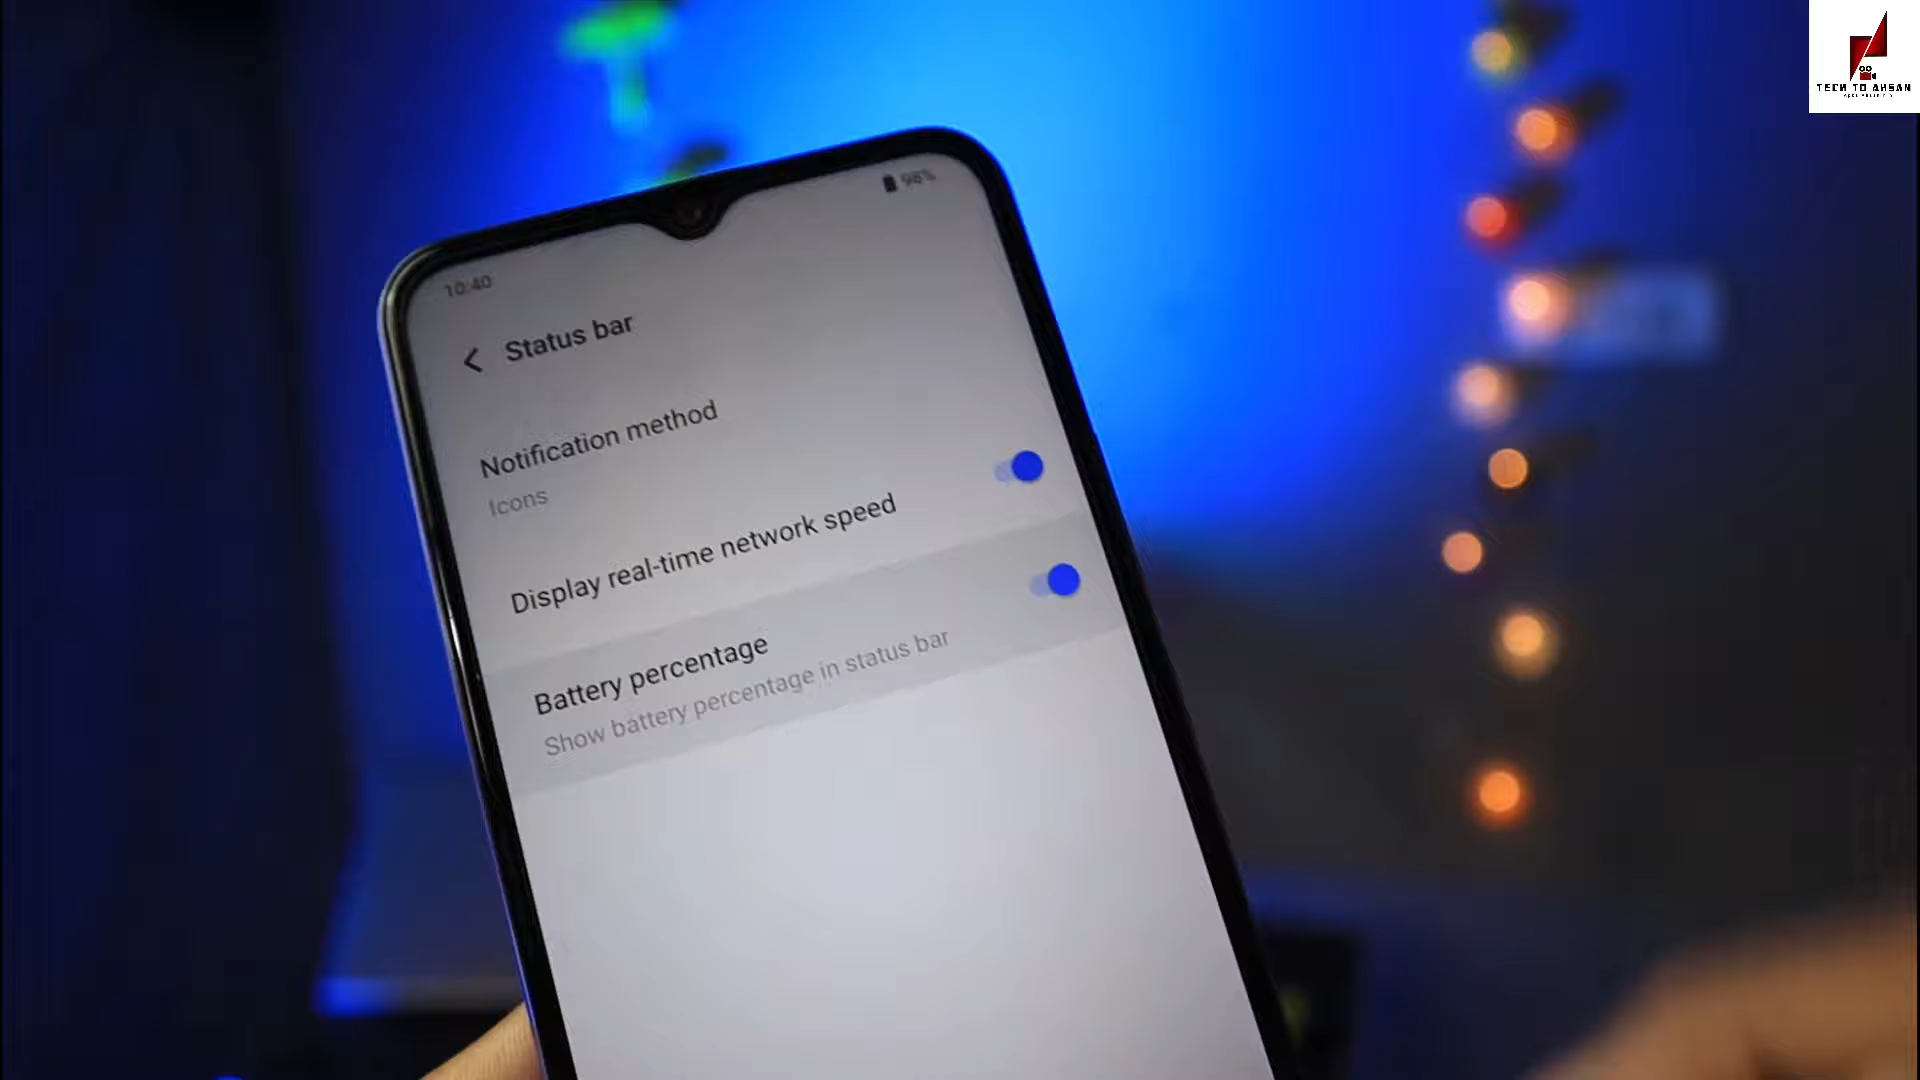 TECH TO AHSAN
98%
10:40
Status bar
Notification method
Icons
Display real-time network speed
Battery percentage
Show battery percentage in status bar